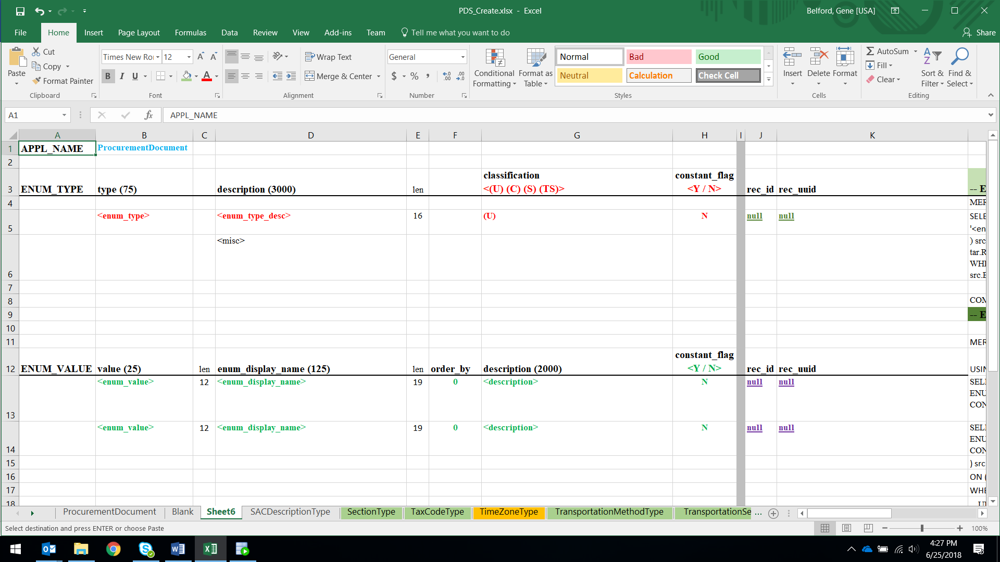 PDS_Create.xlsx - Excel
Belford, Gene [USA]
File Home Insert Page Layout Formulas Data Review View Add-ins Team Tell me what you want to do Share
Paste
Cut
Copy
Format Painter
Clipboard
Times New Ro 12
B I U
Font
Wrap Text
Merge & Center
Alignment
General
$ % ,
Number
Conditional Formatting
Format as Table
Normal Bad Good
Neutral Calculation Check Cell
Styles
Insert Delete Format
Cells
AutoSum
Fill
Clear
Sort & Filter
Find & Select
Editing
A1 fx APPL_NAME
A B C D E F G H I J K
1 APPL_NAME ProcurementDocument
2
classification constant_flag
3 ENUM_TYPE type (75) description (3000) len <(U) (C) (S) (TS)> <Y / N> rec_id rec_uuid -- E
4 MER
5 <enum_type> <enum_type_desc> 16 (U) N null null SELE
'<en
6 <misc> ) src
tar.R
WHI
src.E
7
8 CON
9 -- E
10
11 MER
constant_flag
12 ENUM_VALUE value (25) len enum_display_name (125) len order_by description (2000) <Y / N> rec_id rec_uuid USIN
13 <enum_value> 12 <enum_display_name> 19 0 <description> N null null SELI
ENU
CON
14 <enum_value> 12 <enum_display_name> 19 0 <description> N null null SELI
ENU
CON
15 ) src
16 ON (
17 WHE
18
ProcurementDocument Blank Sheet6 SACDescriptionType SectionType TaxCodeType TimeZoneType TransportationMethodType TransportationSe ...
Select destination and press ENTER or choose Paste
100%
4:27 PM
6/25/2018